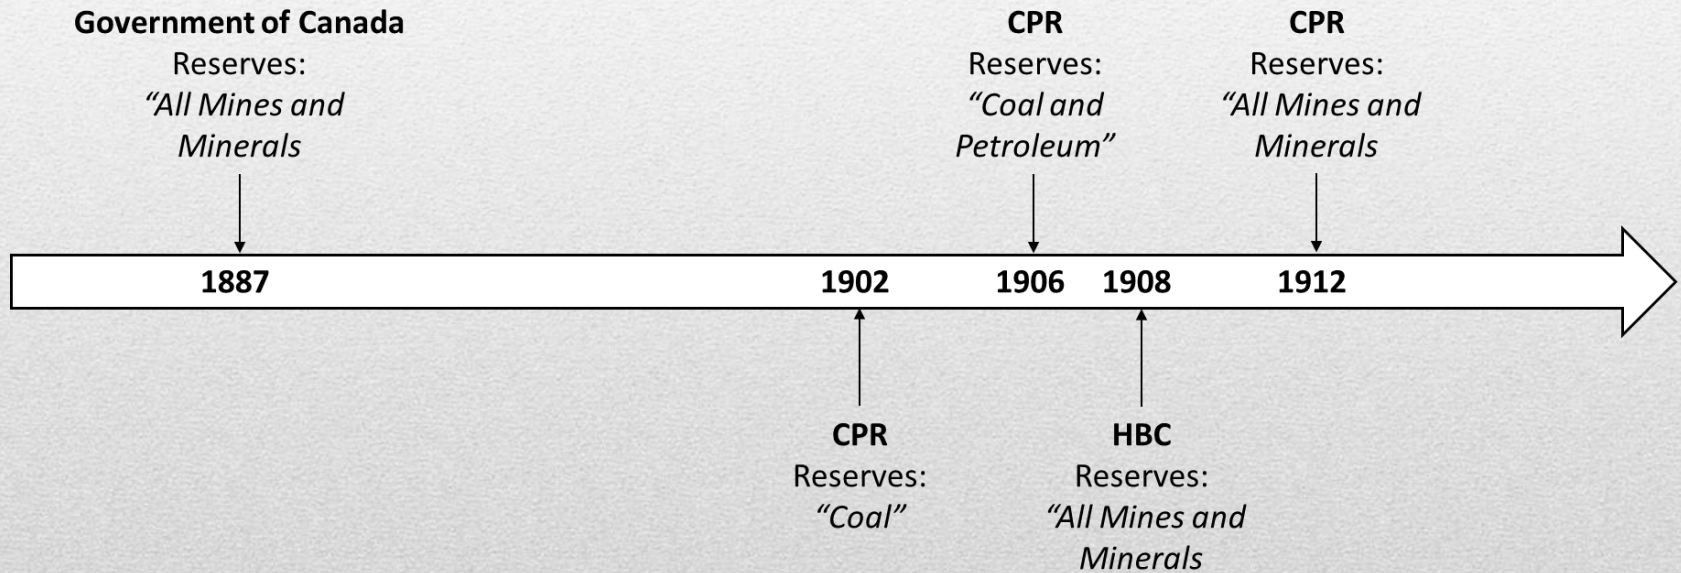 Government of Canada
Reserves:
“All Mines and
Minerals
CPR
Reserves:
“Coal and
Petroleum”
CPR
Reserves:
“All Mines and
Minerals
1887
1902
1906
1908
1912
CPR
Reserves:
“Coal”
HBC
Reserves:
“All Mines and
Minerals